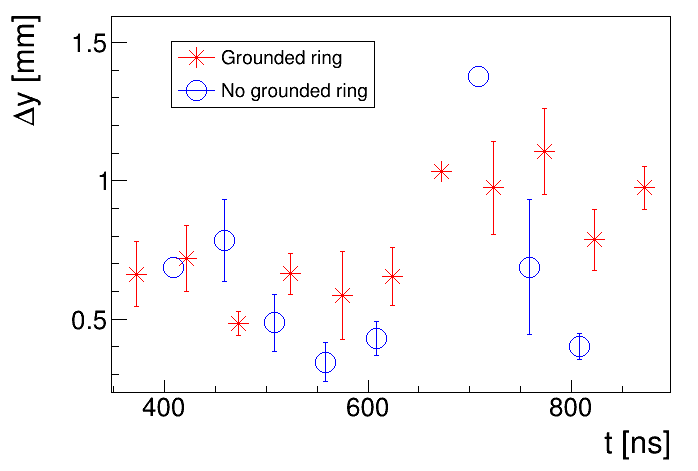 Δy [mm]
1.5
1
0.5
Grounded ring
No grounded ring
400
600
800
t [ns]